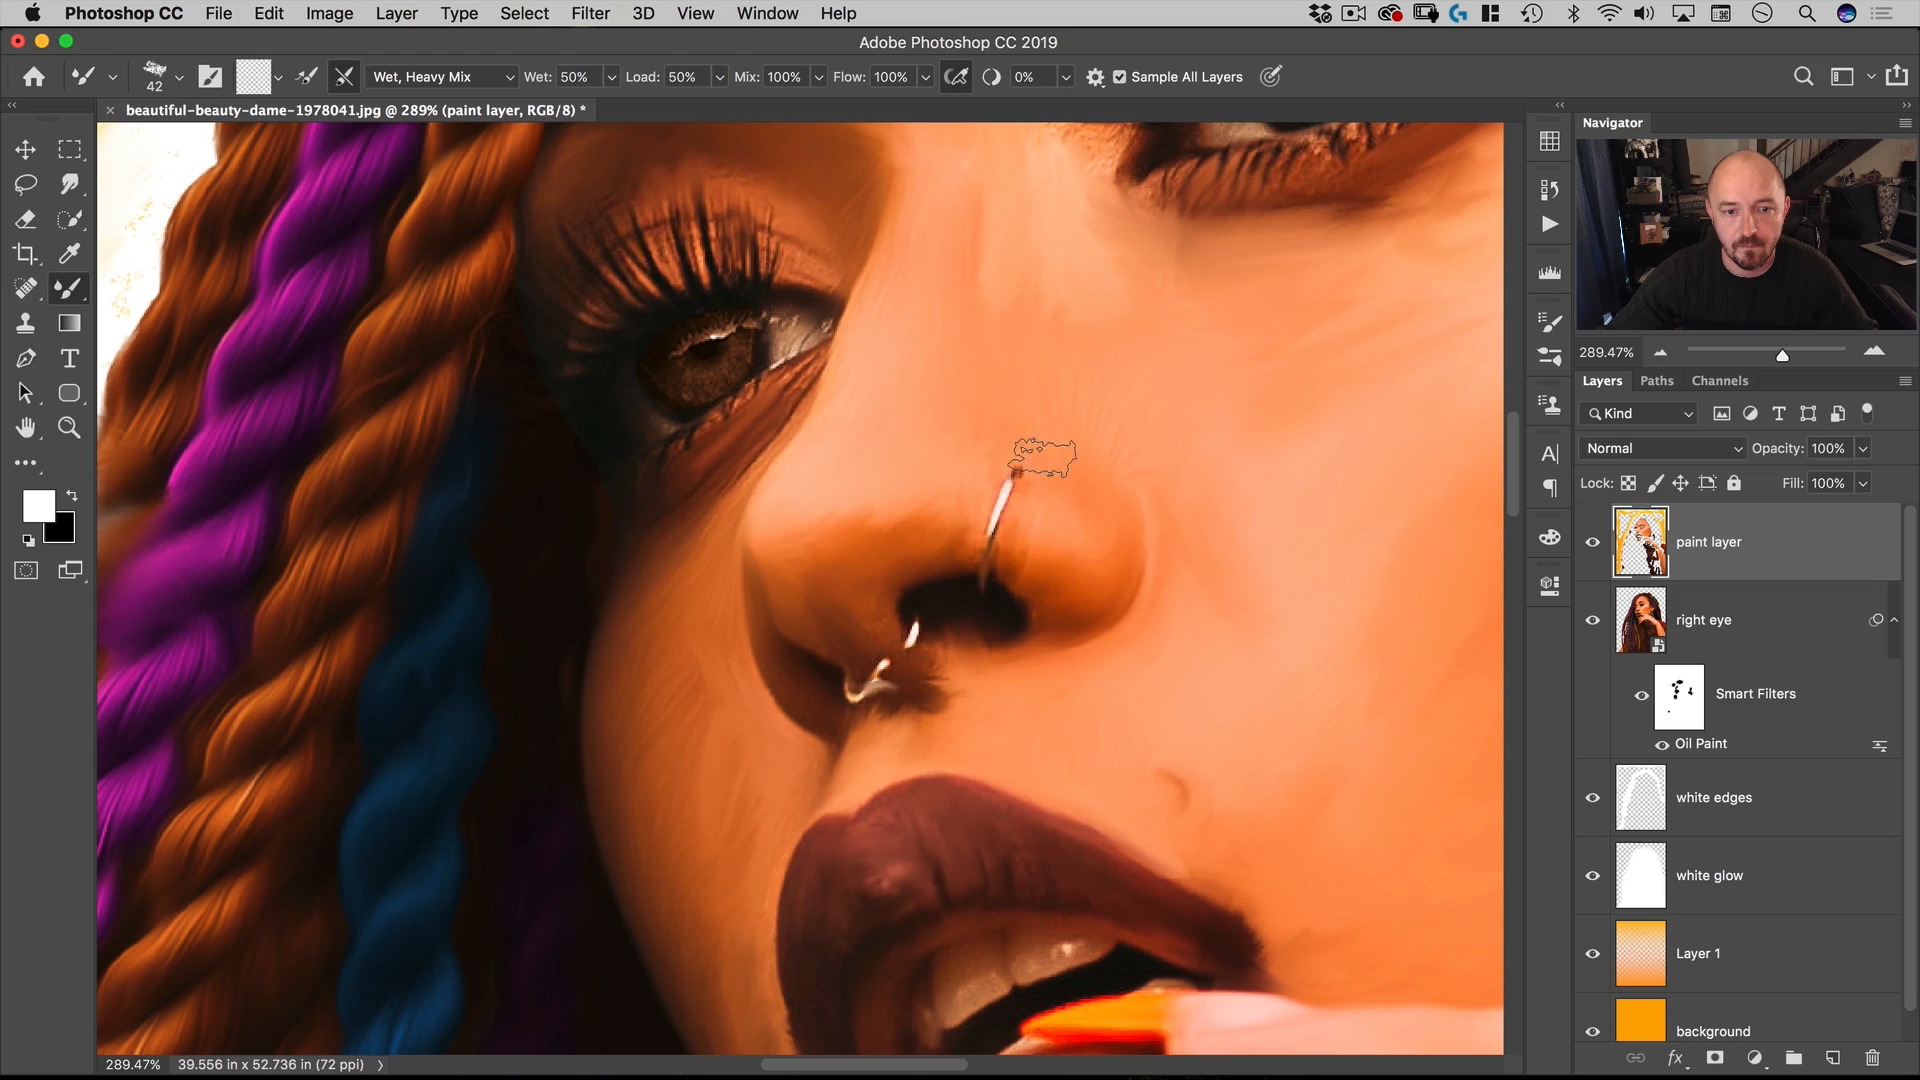 Photoshop CC File Edit Image Layer Type Select Filter 3D View Window Help
Adobe Photoshop CC 2019
42 Wet, Heavy Mix Wet: 50% Load: 50% Mix: 100% Flow: 100% 0% Sample All Layers
beautiful-beauty-dame-1978041.jpg @ 289% (paint layer, RGB/8) *
Navigator
289.47%
Layers Paths Channels
Kind
Normal Opacity: 100%
Lock: Fill: 100%
paint layer
right eye
Smart Filters
Oil Paint
white edges
white glow
Layer 1
background
289.47% 39.556 in x 52.736 in (72 ppi)